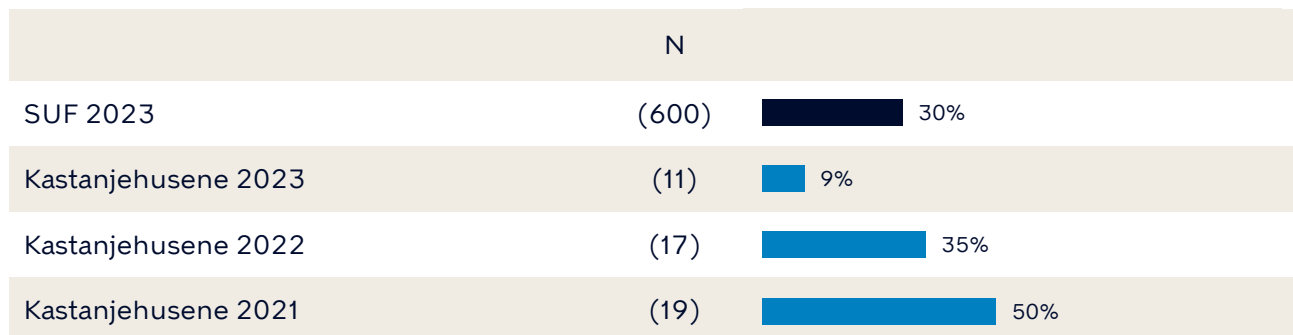 N
SUF 2023 (600) 30%
Kastanjehusene 2023 (11) 9%
Kastanjehusene 2022 (17) 35%
Kastanjehusene 2021 (19) 50%